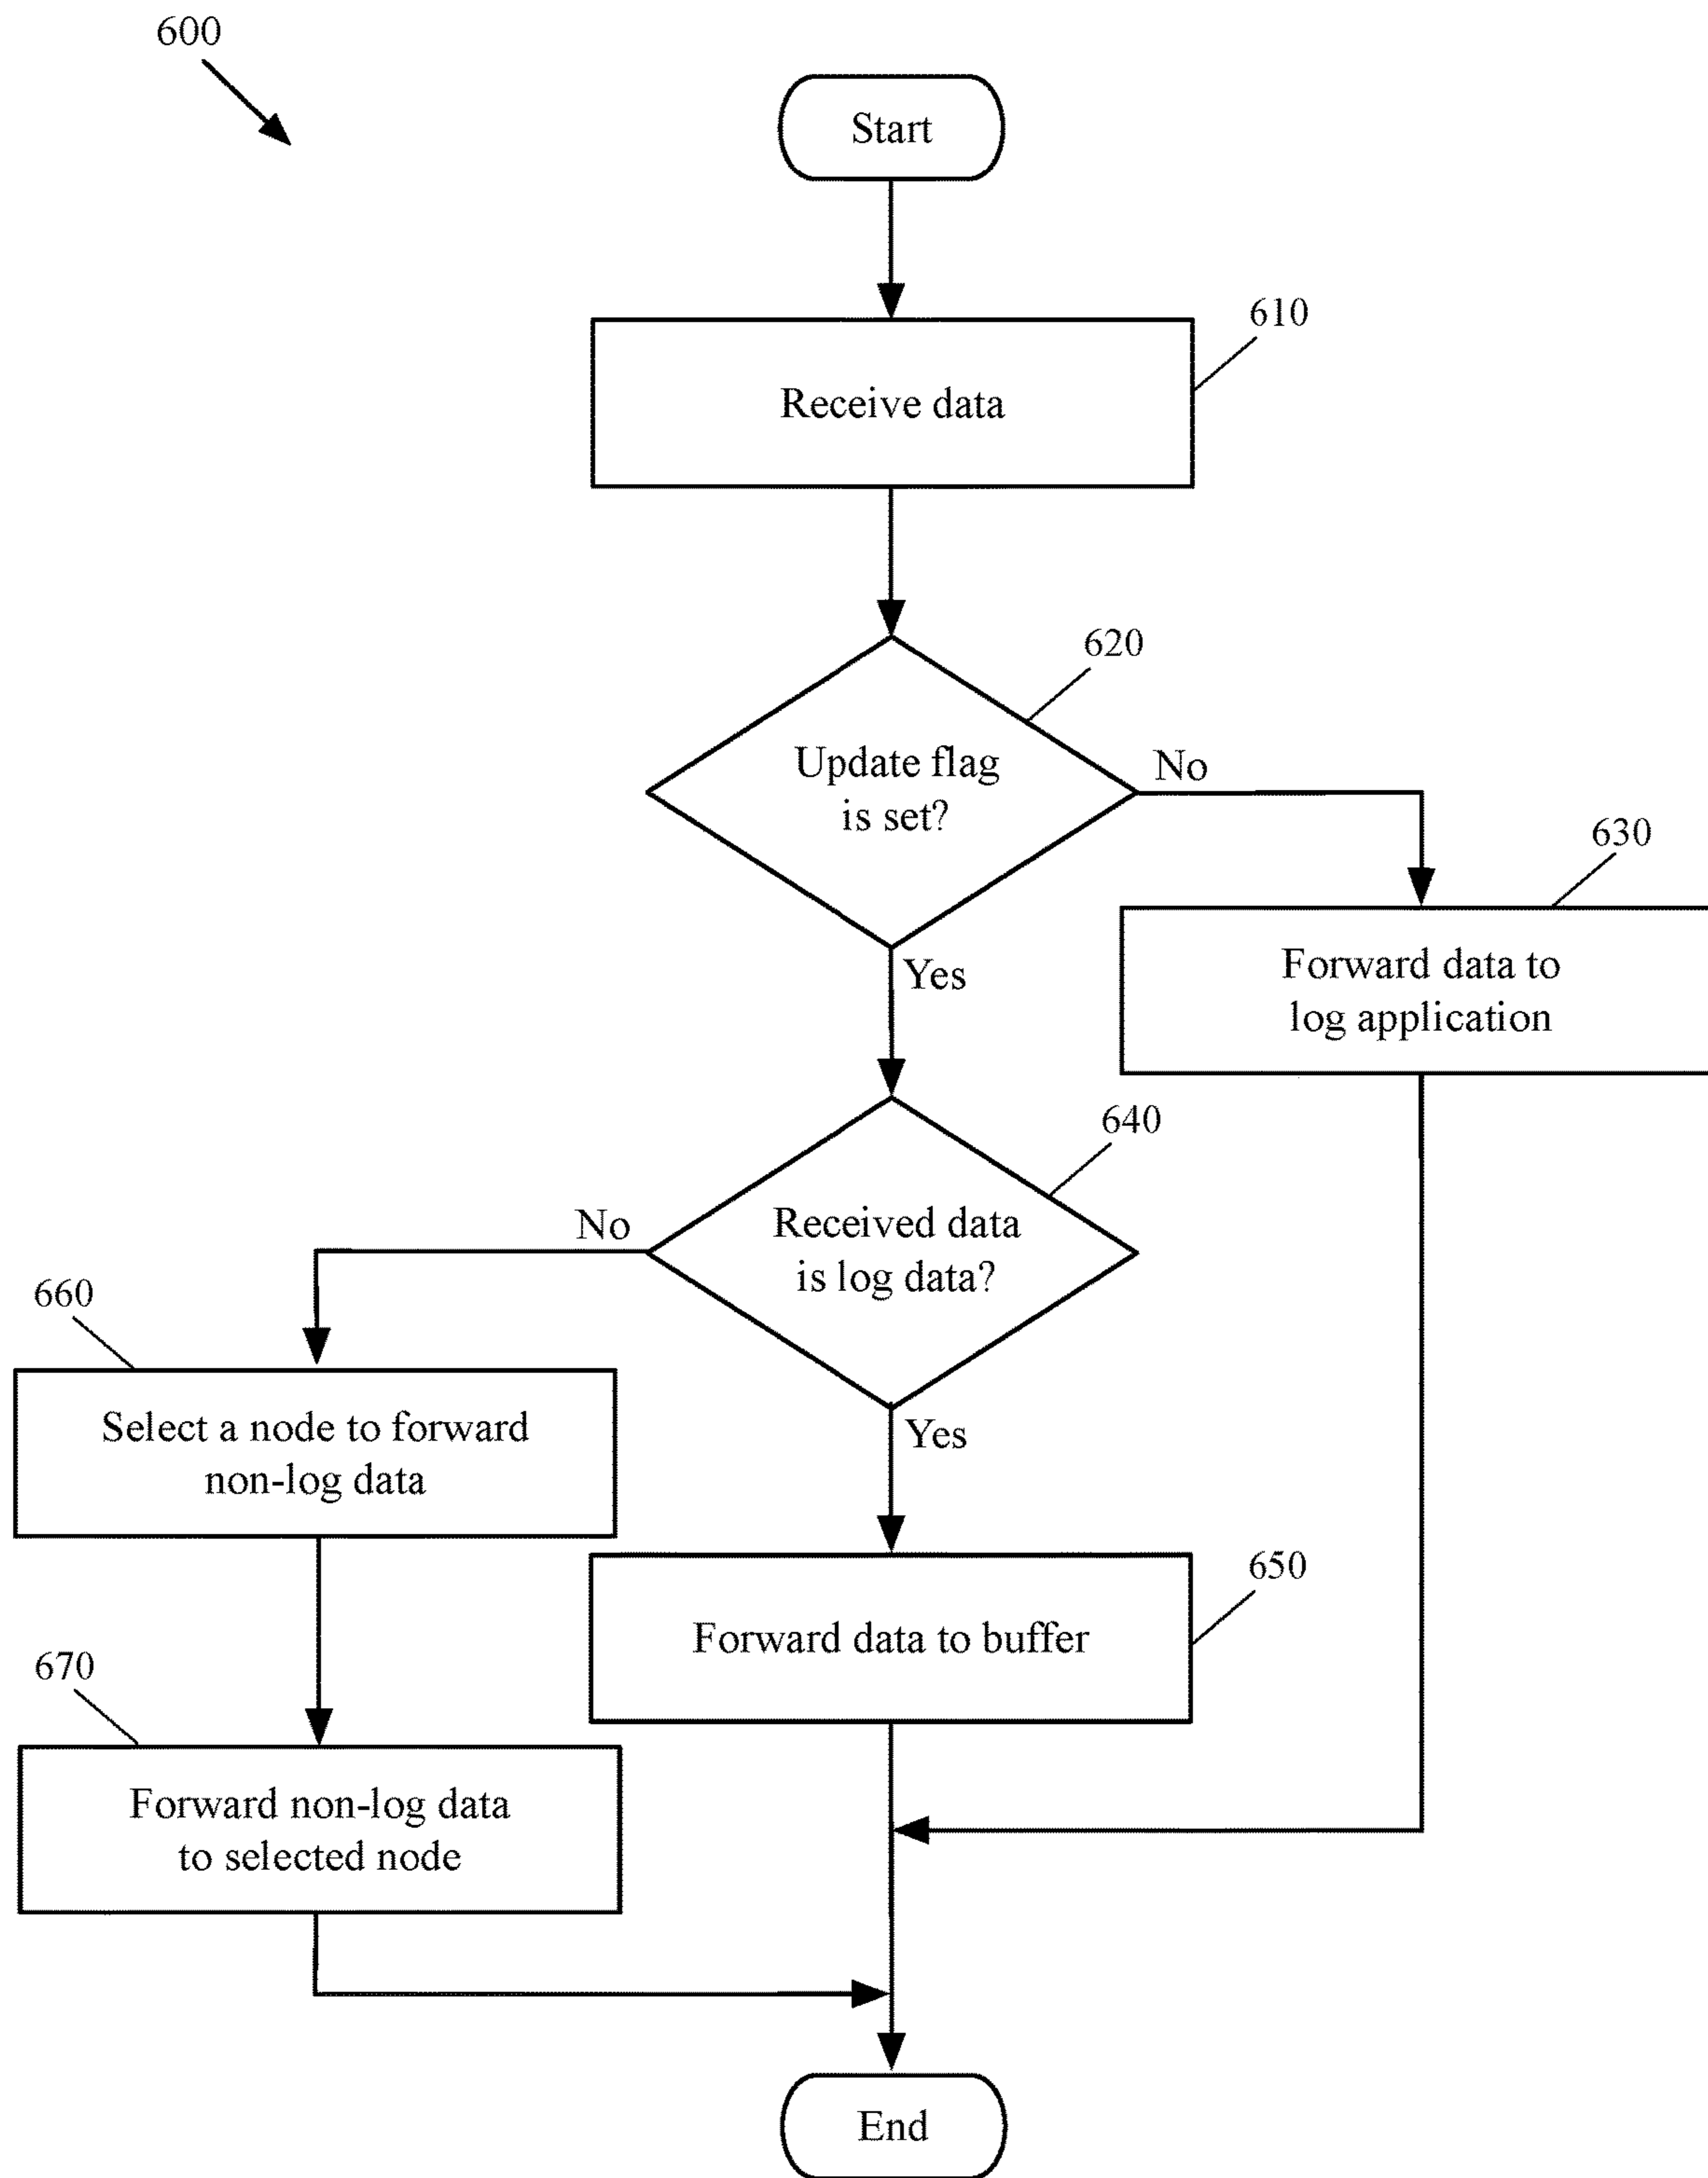 600
Start
610
Receive data
620
Update flag
is set?
No
630
Forward data to
log application
Yes
640
Received data
is log data?
No
660
Select a node to forward
non-log data
Yes
650
Forward data to buffer
670
Forward non-log data
to selected node
End